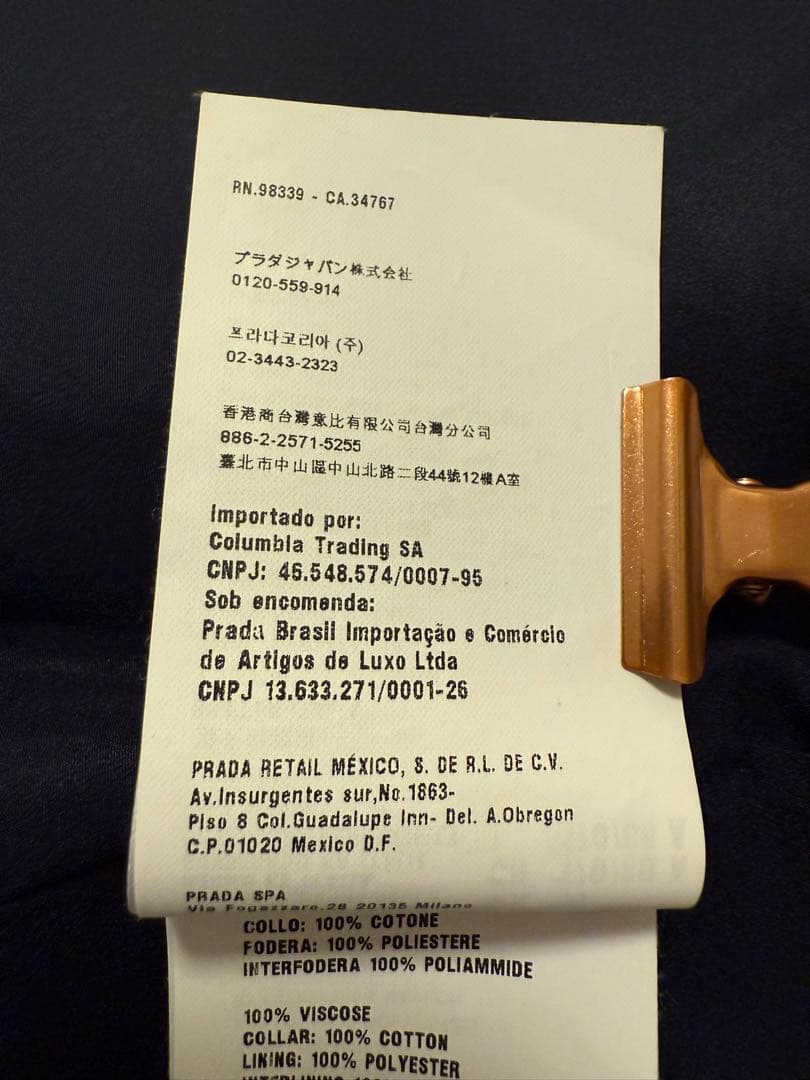 RN.98339 - CA.34767
プラダジャパン株式会社
0120-559-914
프라다코리아 (주)
02-3443-2323
香港商台灣意比有限公司台灣分公司
886-2-2571-5255
臺北市中山區中山北路二段44號12樓A室
Importado por:
Columbia Trading SA
CNPJ: 46.548.574/0007-95
Sob encomenda:
Prada Brasil Importação e Comércio
de Artigos de Luxo Ltda
CNPJ 13.633.271/0001-26
PRADA RETAIL MÉXICO, S. DE R.L. DE C.V.
Av.Insurgentes sur,No.1863-
Piso 8 Col.Guadalupe Inn- Del. A.Obregon
C.P.01020 Mexico D.F.
PRADA SPA
Via Fogazzaro,28 20135 Milano
COLLO: 100% COTONE
FODERA: 100% POLIESTERE
INTERFODERA 100% POLIAMMIDE
100% VISCOSE
COLLAR: 100% COTTON
LINING: 100% POLYESTER